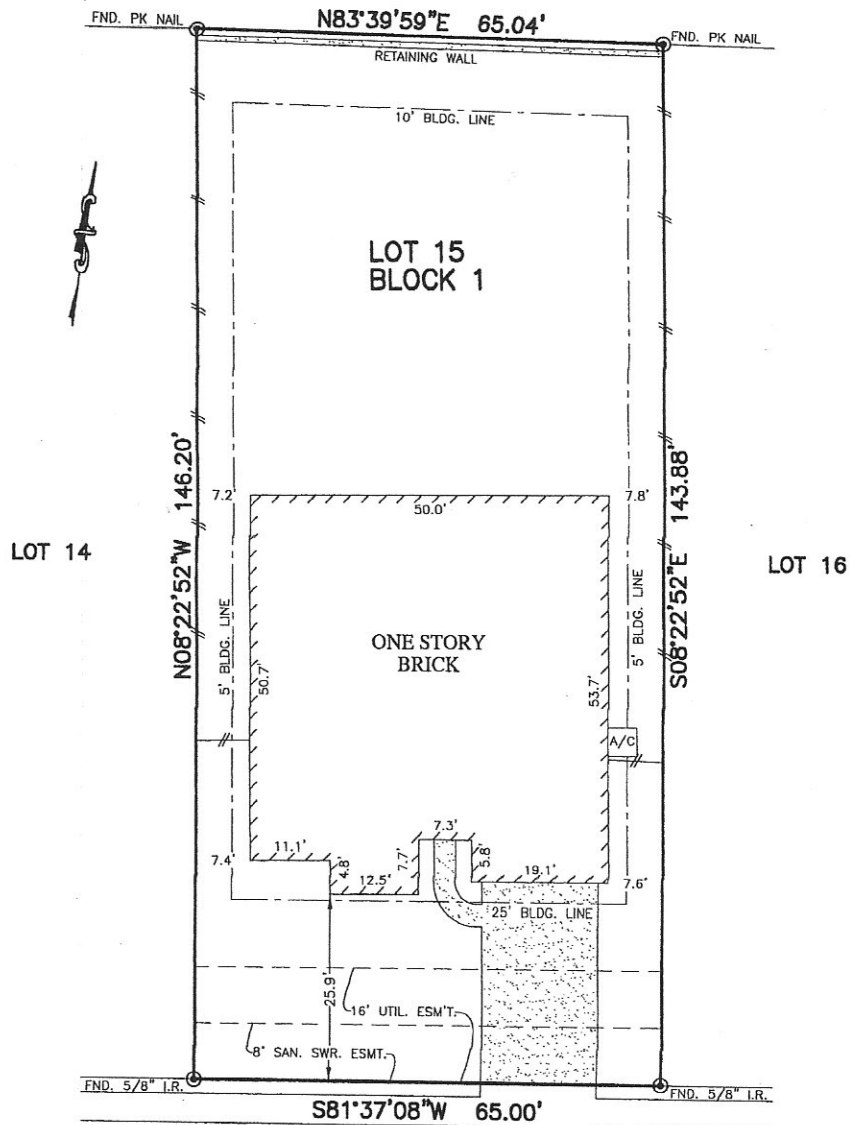 FND. PK NAIL
N83°39'59"E 65.04'
FND. PK NAIL
RETAINING WALL
10' BLDG. LINE
LOT 15
BLOCK 1
N08°22'52"W 146.20'
S08°22'52"E 143.88'
7.2'
50.0'
7.8'
LOT 14
LOT 16
5' BLDG. LINE
50.7'
ONE STORY
BRICK
53.7'
5' BLDG. LINE
A/C
7.4'
11.1'
4.8'
12.5'
7.7'
7.3'
5.8'
19.1'
7.6'
25' BLDG. LINE
25.9'
16' UTIL. ESM'T.
8' SAN. SWR. ESMT.
FND. 5/8" I.R.
S81°37'08"W 65.00'
FND. 5/8" I.R.